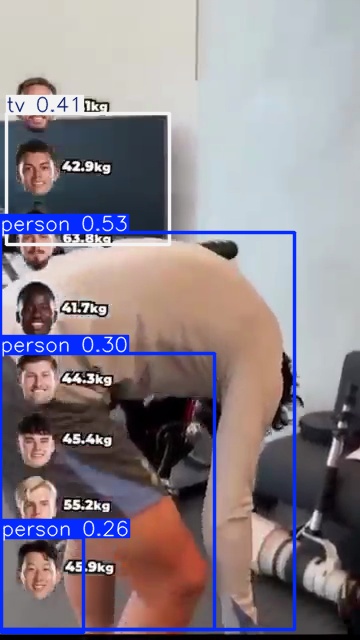 tv 0.41
1kg
42.9kg
person 0.53
63.8kg
41.7kg
person 0.30
44.3kg
45.4kg
55.2kg
person 0.26
45.9kg